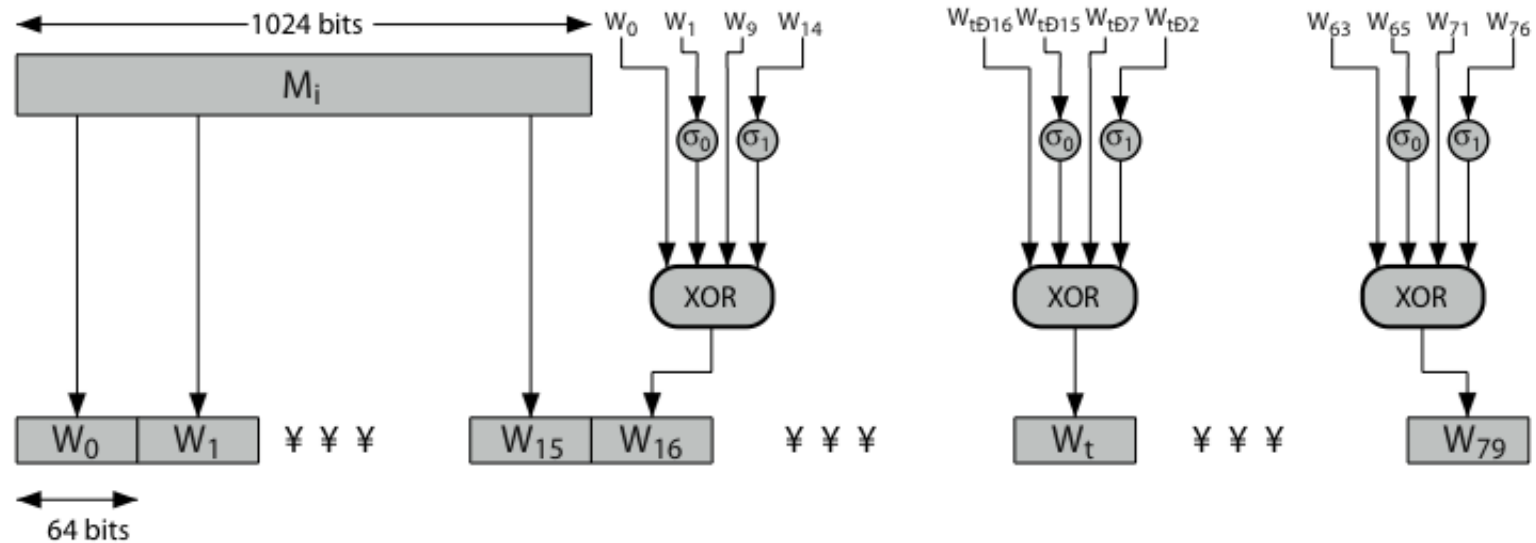 1024 bits
W0 W1 W9 W14
WtÐ16 WtÐ15 WtÐ7 WtÐ2
W63 W65 W71 W76
Mi
σ0 σ1
σ0 σ1
σ0 σ1
XOR
XOR
XOR
W0 W1 ¥ ¥ ¥ W15 W16 ¥ ¥ ¥ Wt ¥ ¥ ¥ W79
64 bits